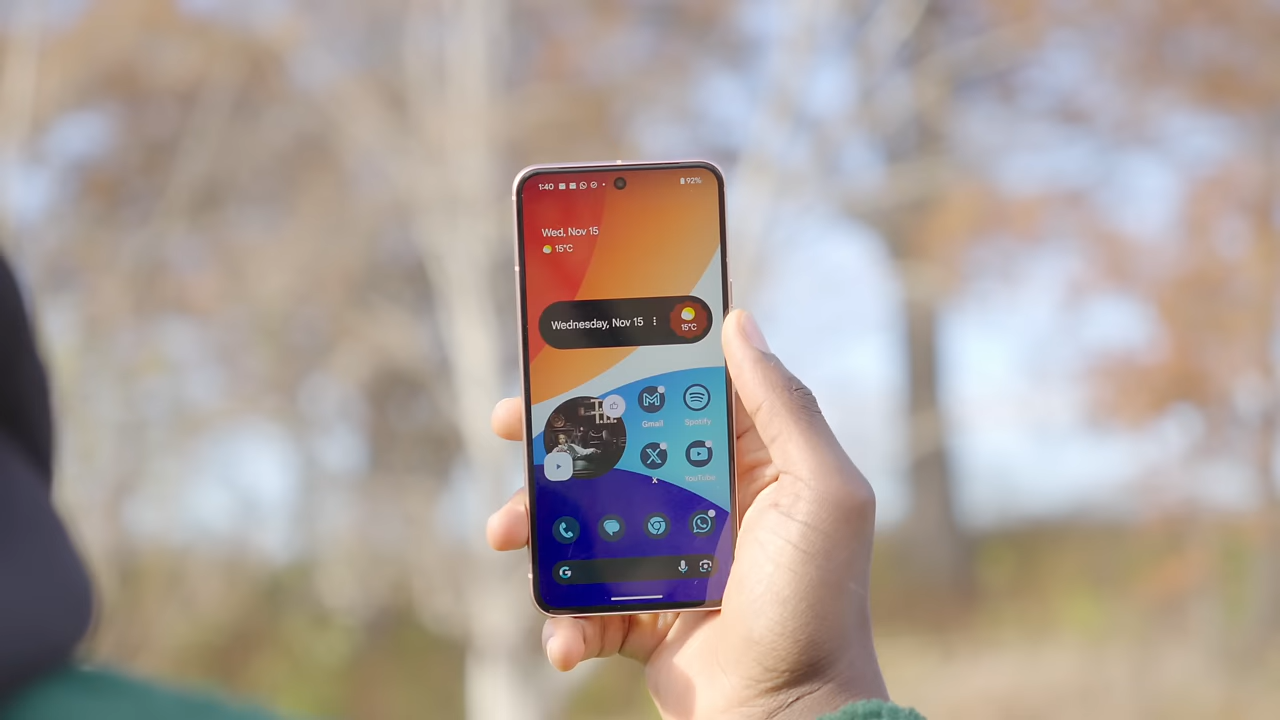 1:40
92%
Wed, Nov 15
15°C
Wednesday, Nov 15
15°C
Gmail
Spotify
X
YouTube